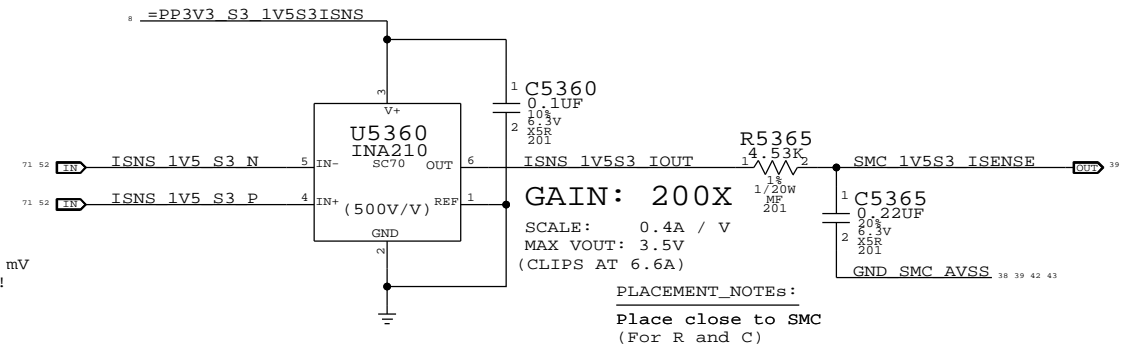 8 =PP3V3_S3_1V5S3ISNS
3
V+
U5360
INA210
SC70
(500V/V)
71 52 IN ISNS_1V5_S3_N 5 IN-
71 52 IN ISNS_1V5_S3_P 4 IN+
OUT 6 ISNS_1V5S3_IOUT
REF 1
GND
2
1 C5360
0.1UF
10%
6.3V
2 X5R
201
R5365
1 4.53K 2
1%
1/20W
MF
201
SMC_1V5S3_ISENSE OUT 39
1 C5365
0.22UF
20%
6.3V
2 X5R
201
GND_SMC_AVSS 38 39 42 43
GAIN: 200X
SCALE: 0.4A / V
MAX VOUT: 3.5V
(CLIPS AT 6.6A)
PLACEMENT_NOTEs:
Place close to SMC
(For R and C)
mV
!